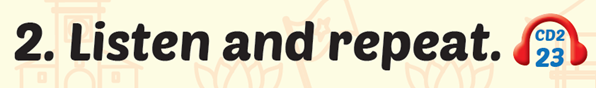 2. Listen and repeat. CD2
23